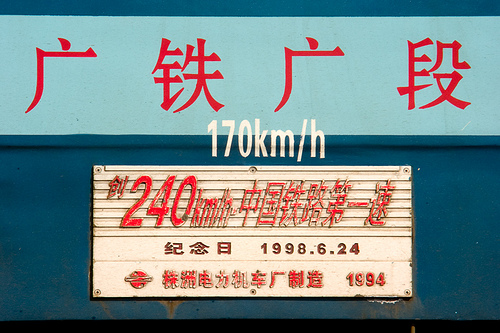 广铁广段
170km/h
创240km/h-中国铁路第一速
纪念日 1998.6.24
株洲电力机车厂制造 1994